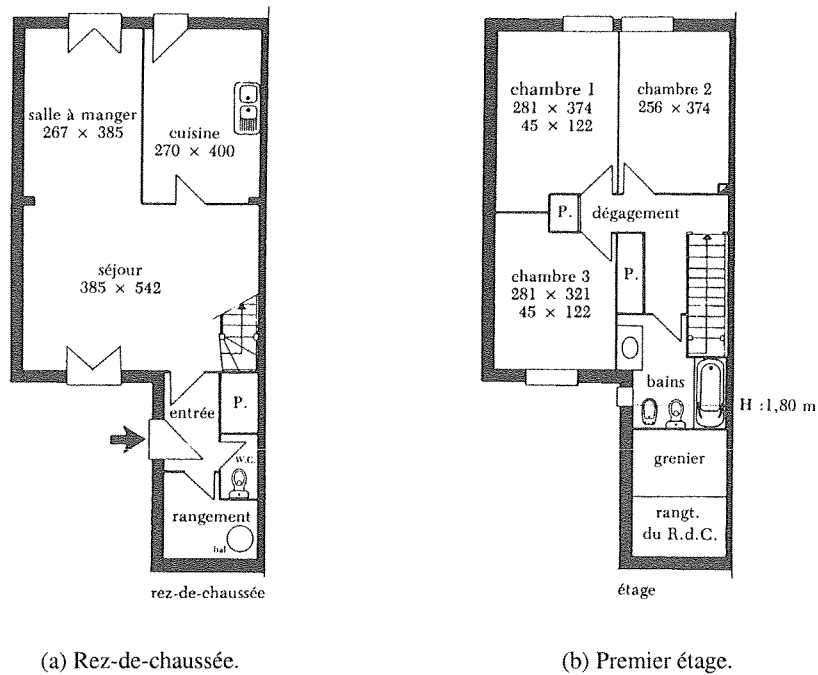 salle à manger
267 × 385
cuisine
270 × 400
séjour
385 × 542
entrée
P.
W.C.
rangement
bal
rez-de-chaussée
(a) Rez-de-chaussée.
chambre 1
281 × 374
45 × 122
chambre 2
256 × 374
P.
dégagement
chambre 3
281 × 321
45 × 122
P.
bains
H :1,80 m
grenier
rangt.
du R.d.C.
étage
(b) Premier étage.